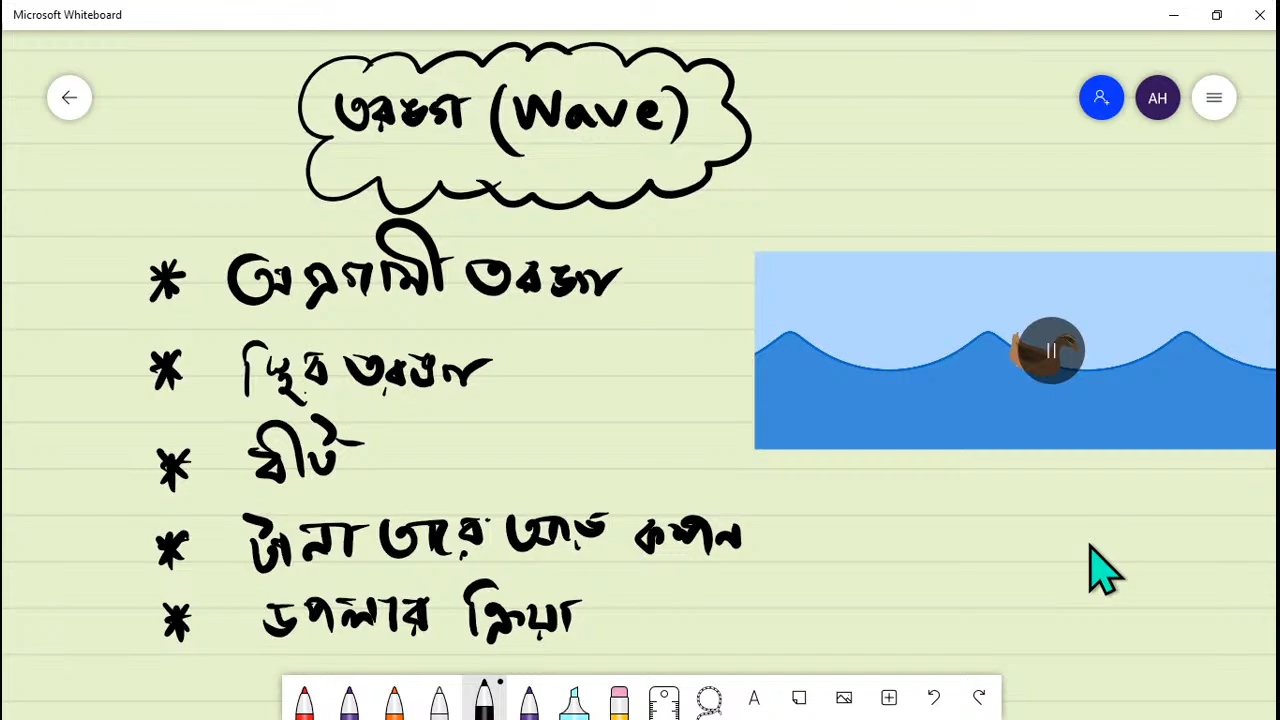 Microsoft Whiteboard
তরঙ্গ (Wave)
AH
* অগ্রগামী তরঙ্গ
* স্থির তরঙ্গ
* বীট
* টানা তারে আড় কম্পন
* ডপলার ক্রিয়া
A